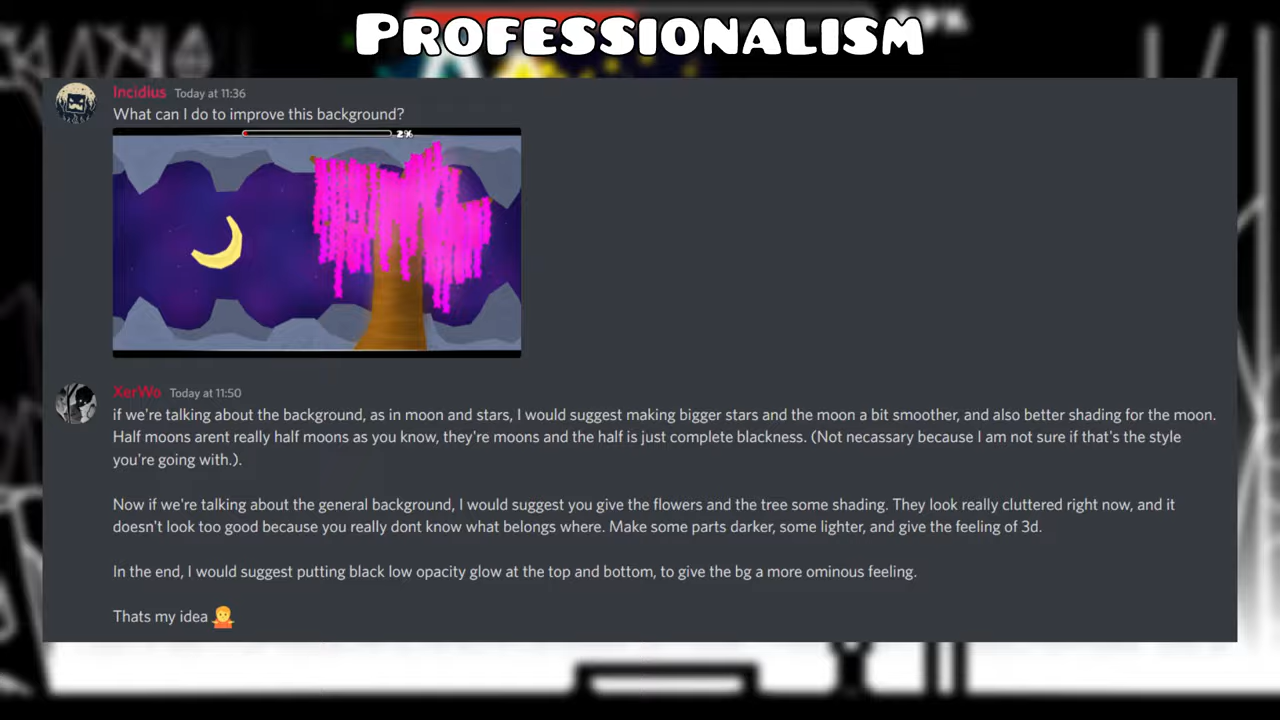 PROFESSIONALISM
Incidius Today at 11:36
What can I do to improve this background?
2%
XerWo Today at 11:50
if we're talking about the background, as in moon and stars, I would suggest making bigger stars and the moon a bit smoother, and also better shading for the moon.
Half moons arent really half moons as you know, they're moons and the half is just complete blackness. (Not necassary because I am not sure if that's the style
you're going with.).
Now if we're talking about the general background, I would suggest you give the flowers and the tree some shading. They look really cluttered right now, and it
doesn't look too good because you really dont know what belongs where. Make some parts darker, some lighter, and give the feeling of 3d.
In the end, I would suggest putting black low opacity glow at the top and bottom, to give the bg a more ominous feeling.
Thats my idea